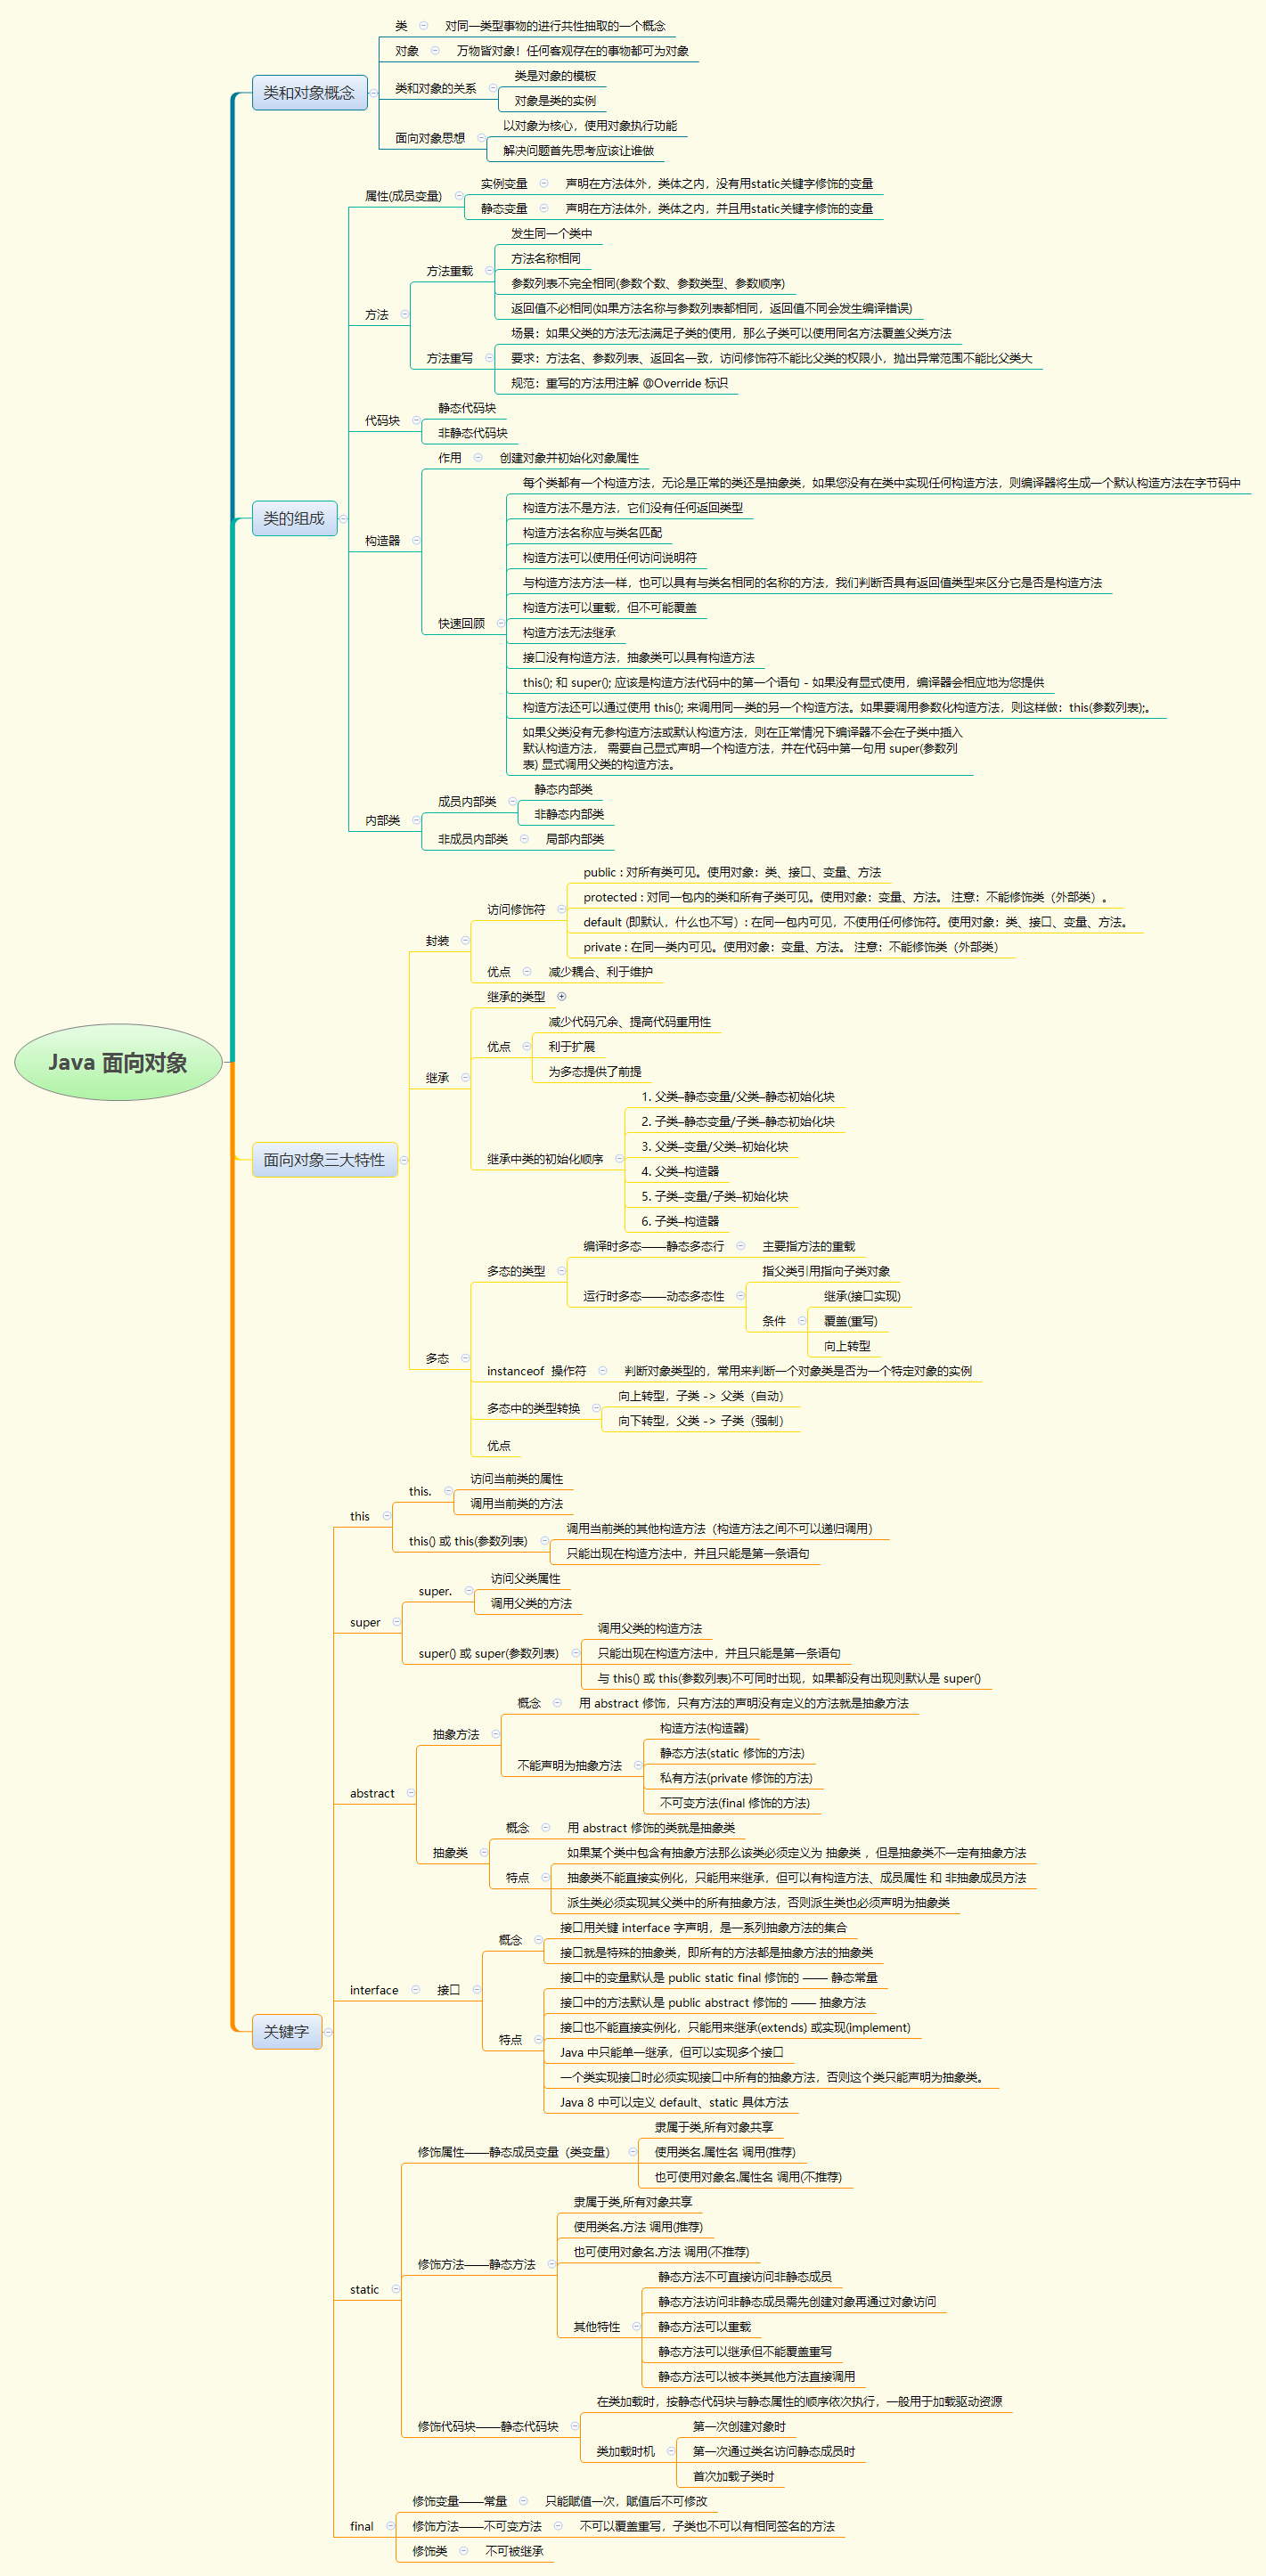 Java 面向对象
类和对象概念
类
对同一类型事物的进行共性抽取的一个概念
对象
万物皆对象！任何客观存在的事物都可为对象
类和对象的关系
类是对象的模板
对象是类的实例
面向对象思想
以对象为核心，使用对象执行功能
解决问题首先思考应该让谁做
类的组成
属性(成员变量)
实例变量
声明在方法体外，类体之内，没有用static关键字修饰的变量
静态变量
声明在方法体外，类体之内，并且用static关键字修饰的变量
方法
方法重载
发生同一个类中
方法名称相同
参数列表不完全相同(参数个数、参数类型、参数顺序)
返回值不必相同(如果方法名称与参数列表都相同，返回值不同会发生编译错误)
方法重写
场景：如果父类的方法无法满足子类的使用，那么子类可以使用同名方法覆盖父类方法
要求：方法名、参数列表、返回名一致，访问修饰符不能比父类的权限小，抛出异常范围不能比父类大
规范：重写的方法用注解 @Override 标识
代码块
静态代码块
非静态代码块
构造器
作用
创建对象并初始化对象属性
快速回顾
每个类都有一个构造方法，无论是正常的类还是抽象类，如果您没有在类中实现任何构造方法，则编译器将生成一个默认构造方法在字节码中
构造方法不是方法，它们没有任何返回类型
构造方法名称应与类名匹配
构造方法可以使用任何访问说明符
与构造方法方法一样，也可以具有与类名相同的名称的方法，我们判断否具有返回值类型来区分它是否是构造方法
构造方法可以重载，但不可能覆盖
构造方法无法继承
接口没有构造方法，抽象类可以具有构造方法
this(); 和 super(); 应该是构造方法代码中的第一个语句 - 如果没有显式使用，编译器会相应地为您提供
构造方法还可以通过使用 this(); 来调用同一类的另一个构造方法。如果要调用参数化构造方法，则这样做：this(参数列表);。
如果父类没有无参构造方法或默认构造方法，则在正常情况下编译器不会在子类中插入
默认构造方法， 需要自己显式声明一个构造方法，并在代码中第一句用 super(参数列
表) 显式调用父类的构造方法。
内部类
成员内部类
静态内部类
非静态内部类
非成员内部类
局部内部类
面向对象三大特性
封装
访问修饰符
public : 对所有类可见。使用对象：类、接口、变量、方法
protected : 对同一包内的类和所有子类可见。使用对象：变量、方法。 注意：不能修饰类（外部类）。
default (即默认，什么也不写）: 在同一包内可见，不使用任何修饰符。使用对象：类、接口、变量、方法。
private : 在同一类内可见。使用对象：变量、方法。 注意：不能修饰类（外部类）
优点
减少耦合、利于维护
继承
继承的类型
优点
减少代码冗余、提高代码重用性
利于扩展
为多态提供了前提
继承中类的初始化顺序
1. 父类–静态变量/父类–静态初始化块
2. 子类–静态变量/子类–静态初始化块
3. 父类–变量/父类–初始化块
4. 父类–构造器
5. 子类–变量/子类–初始化块
6. 子类–构造器
多态
多态的类型
编译时多态——静态多态行
主要指方法的重载
运行时多态——动态多态性
指父类引用指向子类对象
条件
继承(接口实现)
覆盖(重写)
向上转型
instanceof 操作符
判断对象类型的，常用来判断一个对象类是否为一个特定对象的实例
多态中的类型转换
向上转型，子类 -> 父类（自动）
向下转型，父类 -> 子类（强制）
优点
关键字
this
this.
访问当前类的属性
调用当前类的方法
this() 或 this(参数列表)
调用当前类的其他构造方法（构造方法之间不可以递归调用）
只能出现在构造方法中，并且只能是第一条语句
super
super.
访问父类属性
调用父类的方法
super() 或 super(参数列表)
调用父类的构造方法
只能出现在构造方法中，并且只能是第一条语句
与 this() 或 this(参数列表)不可同时出现，如果都没有出现则默认是 super()
abstract
抽象方法
概念
用 abstract 修饰，只有方法的声明没有定义的方法就是抽象方法
不能声明为抽象方法
构造方法(构造器)
静态方法(static 修饰的方法)
私有方法(private 修饰的方法)
不可变方法(final 修饰的方法)
抽象类
概念
用 abstract 修饰的类就是抽象类
特点
如果某个类中包含有抽象方法那么该类必须定义为 抽象类 ，但是抽象类不一定有抽象方法
抽象类不能直接实例化，只能用来继承，但可以有构造方法、成员属性 和 非抽象成员方法
派生类必须实现其父类中的所有抽象方法，否则派生类也必须声明为抽象类
interface
接口
概念
接口用关键 interface 字声明，是一系列抽象方法的集合
接口就是特殊的抽象类，即所有的方法都是抽象方法的抽象类
特点
接口中的变量默认是 public static final 修饰的 —— 静态常量
接口中的方法默认是 public abstract 修饰的 —— 抽象方法
接口也不能直接实例化，只能用来继承(extends) 或实现(implement)
Java 中只能单一继承，但可以实现多个接口
一个类实现接口时必须实现接口中所有的抽象方法，否则这个类只能声明为抽象类。
Java 8 中可以定义 default、static 具体方法
static
修饰属性——静态成员变量（类变量）
隶属于类,所有对象共享
使用类名.属性名 调用(推荐)
也可使用对象名.属性名 调用(不推荐)
修饰方法——静态方法
隶属于类,所有对象共享
使用类名.方法 调用(推荐)
也可使用对象名.方法 调用(不推荐)
其他特性
静态方法不可直接访问非静态成员
静态方法访问非静态成员需先创建对象再通过对象访问
静态方法可以重载
静态方法可以继承但不能覆盖重写
静态方法可以被本类其他方法直接调用
修饰代码块——静态代码块
在类加载时，按静态代码块与静态属性的顺序依次执行，一般用于加载驱动资源
类加载时机
第一次创建对象时
第一次通过类名访问静态成员时
首次加载子类时
final
修饰变量——常量
只能赋值一次，赋值后不可修改
修饰方法——不可变方法
不可以覆盖重写，子类也不可以有相同签名的方法
修饰类
不可被继承